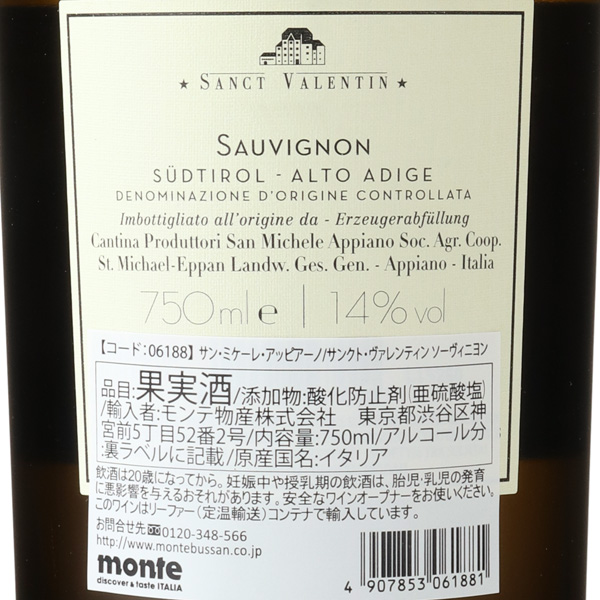 ★ SANCT VALENTIN ★
SAUVIGNON
SÜDTIROL - ALTO ADIGE
DENOMINAZIONE D'ORIGINE CONTROLLATA
Imbottigliato all'origine da - Erzeugerabfüllung
Cantina Produttori San Michele Appiano Soc. Agr. Coop.
St. Michael-Eppan Landw. Ges. Gen. - Appiano - Italia
750 ml e | 14% vol
【コード：06188】サン・ミケーレ・アッピアーノ/サンクト・ヴァレンティン ソーヴィニヨン
品目:果実酒/添加物:酸化防止剤(亜硫酸塩)
/輸入者:モンテ物産株式会社 東京都渋谷区神
宮前5丁目52番2号/内容量:750ml/アルコール分
:裏ラベルに記載/原産国名:イタリア
飲酒は20歳になってから。妊娠中や授乳期の飲酒は、胎児・乳児の発育
に悪影響を与えるおそれがあります。安全なワインオープナーをお使いください。
このワインはリーファー（定温輸送）コンテナで輸入しています。
お問合せ先 0120-348-566
www.montebussan.co.jp
monte
discover & taste ITALIA
4 907853 061881